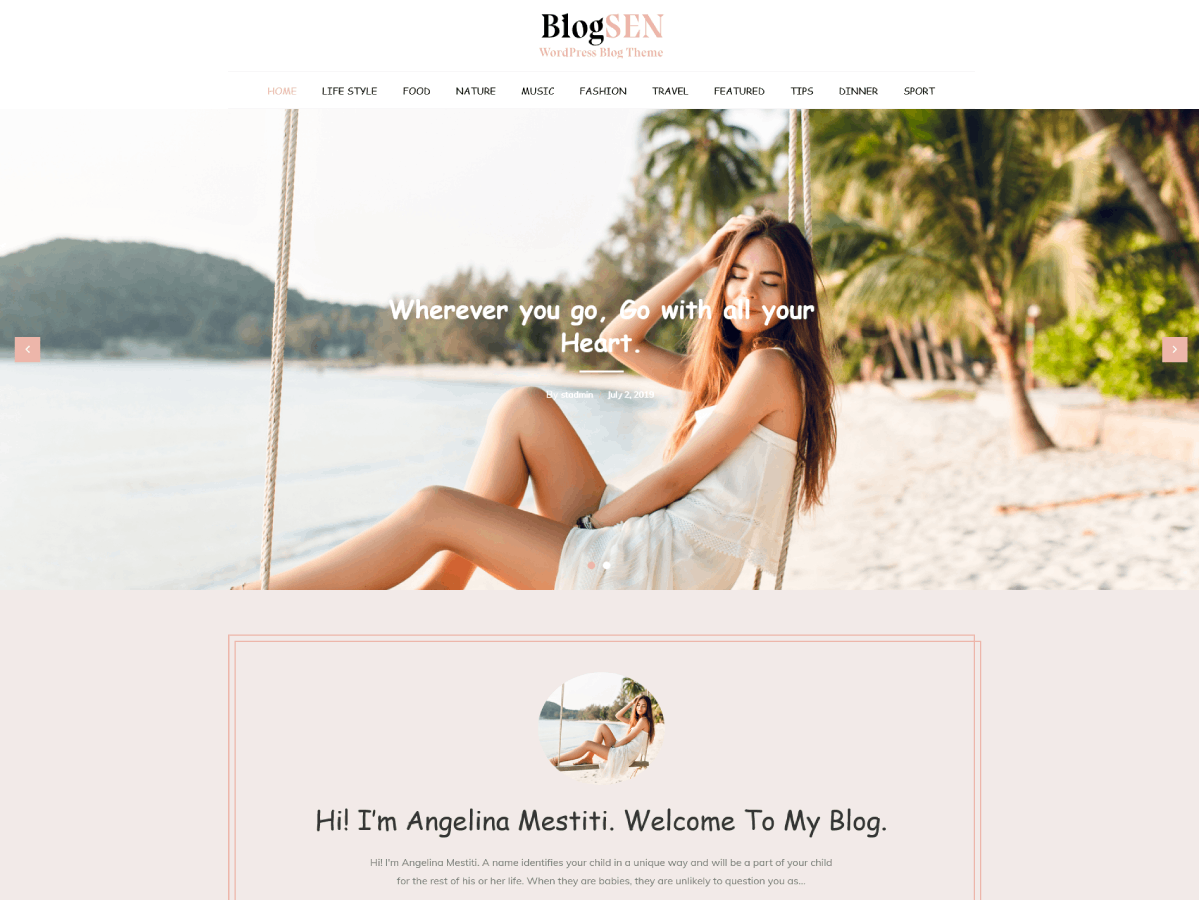 BlogSEN
WordPress Blog Theme
HOME LIFE STYLE FOOD NATURE MUSIC FASHION TRAVEL FEATURED TIPS DINNER SPORT
Wherever you go, Go with all your
Heart.
By stadmin July 2, 2019
Hi! I'm Angelina Mestiti. Welcome To My Blog.
Hi! I'm Angelina Mestiti. A name identifies your child in a unique way and will be a part of your child
for the rest of his or her life. When they are babies, they are unlikely to question you as...